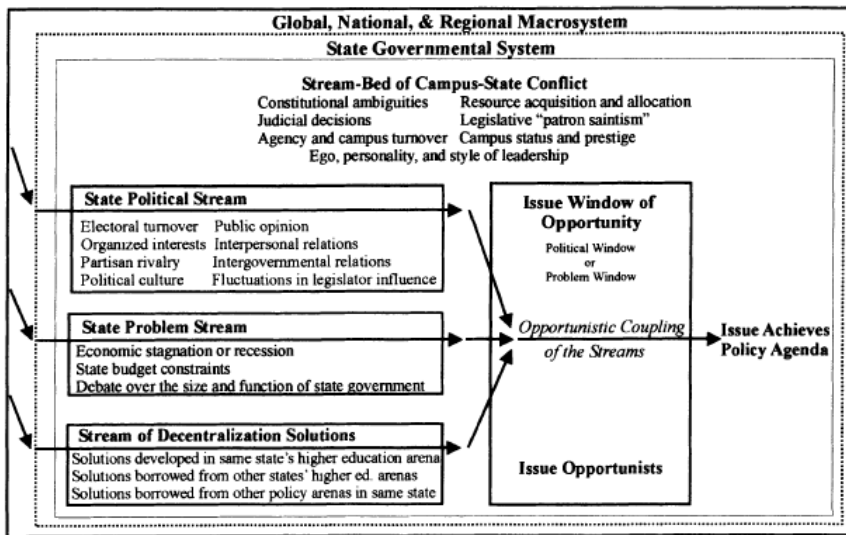 Global, National, & Regional Macrosystem
State Governmental System
Stream-Bed of Campus-State Conflict
Constitutional ambiguities Resource acquisition and allocation
Judicial decisions Legislative “patron saintism”
Agency and campus turnover Campus status and prestige
Ego, personality, and style of leadership
State Political Stream
Electoral turnover Public opinion
Organized interests Interpersonal relations
Partisan rivalry Intergovernmental relations
Political culture Fluctuations in legislator influence
State Problem Stream
Economic stagnation or recession
State budget constraints
Debate over the size and function of state government
Stream of Decentralization Solutions
Solutions developed in same state’s higher education arena
Solutions borrowed from other states’ higher ed. arenas
Solutions borrowed from other policy arenas in same state
Issue Window of
Opportunity
Political Window
or
Problem Window
Opportunistic Coupling
of the Streams
Issue Opportunists
Issue Achieves
Policy Agenda